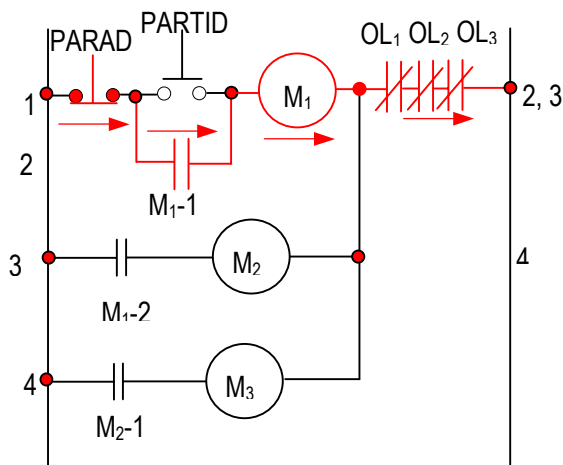 PARTID
PARAD
OL₁ OL₂ OL₃
1
M₁
2, 3
2
M₁-1
3
M₂
4
M₁-2
4
M₃
M₂-1